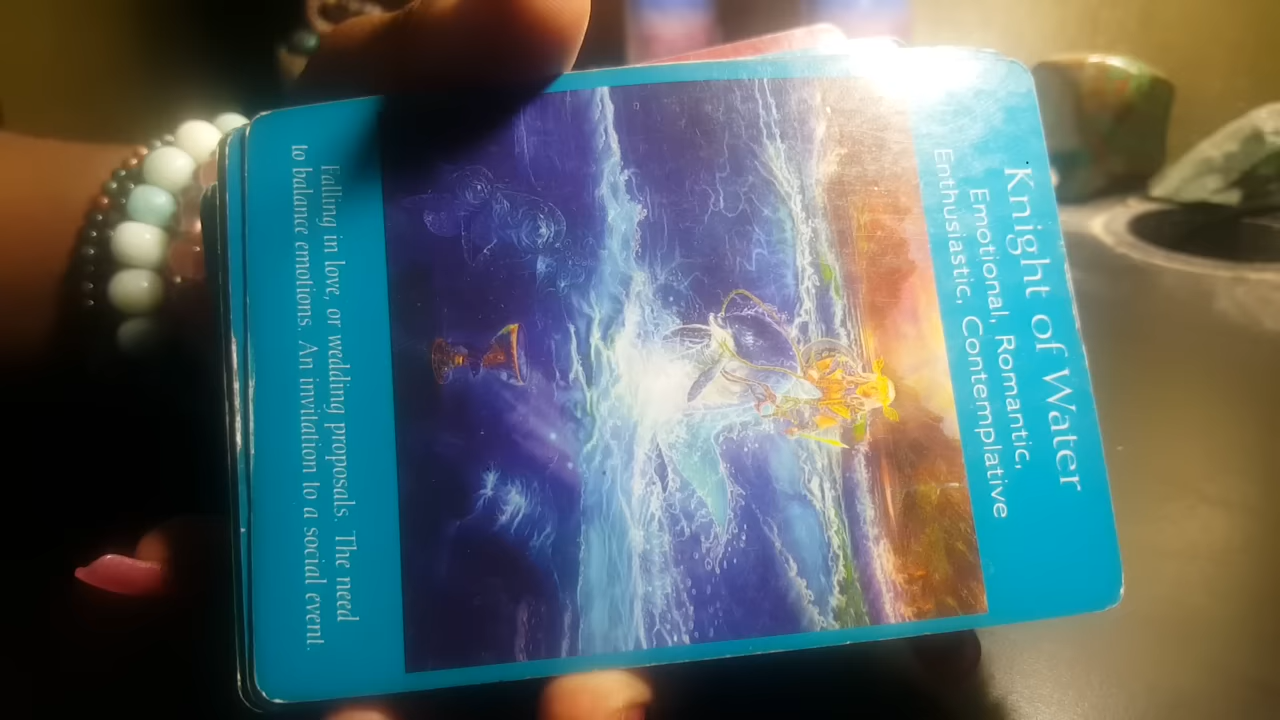 Knight of Water
Emotional, Romantic,
Enthusiastic, Contemplative
Falling in love, or wedding proposals. The need
to balance emotions. An invitation to a social event.